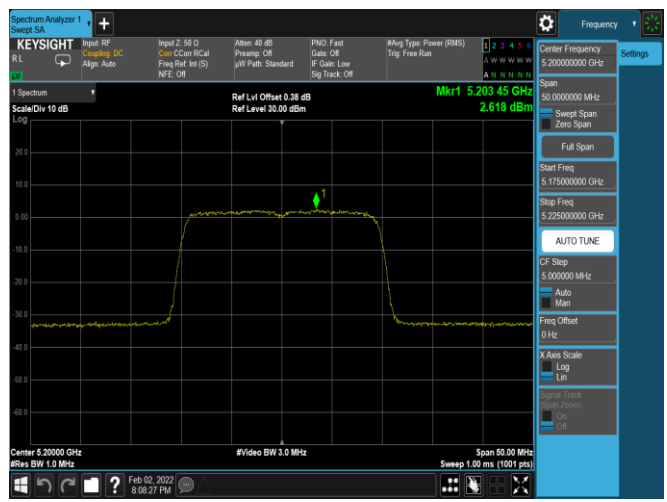 Spectrum Analyzer 1
Swept SA
Frequency
KEYSIGHT
R L
LW
Input: RF
Coupling: DC
Align: Auto
Input Z: 50 Ω
Corr CCorr RCal
Freq Ref: Int (S)
NFE: Off
Atten: 40 dB
Preamp: Off
µW Path: Standard
PNO: Fast
Gate: Off
IF Gain: Low
Sig Track: Off
#Avg Type: Power (RMS)
Trig: Free Run
1 2 3 4 5 6
A W W W W W
A N N N N N
1 Spectrum
Scale/Div 10 dB
Log
Ref Lvl Offset 0.38 dB
Ref Level 30.00 dBm
Mkr1 5.203 45 GHz
2.618 dBm
20.0
10.0
0.00
-10.0
-20.0
-30.0
-40.0
-50.0
-60.0
1
Center 5.20000 GHz
#Res BW 1.0 MHz
#Video BW 3.0 MHz
Span 50.00 MHz
Sweep 1.00 ms (1001 pts)
Feb 02, 2022
8:08:27 PM
?
Center Frequency
5.200000000 GHz
Settings
Span
50.0000000 MHz
Swept Span
Zero Span
Full Span
Start Freq
5.175000000 GHz
Stop Freq
5.225000000 GHz
AUTO TUNE
CF Step
5.000000 MHz
Auto
Man
Freq Offset
0 Hz
X Axis Scale
Log
Lin
Signal Track
(Span Zoom)
On
Off